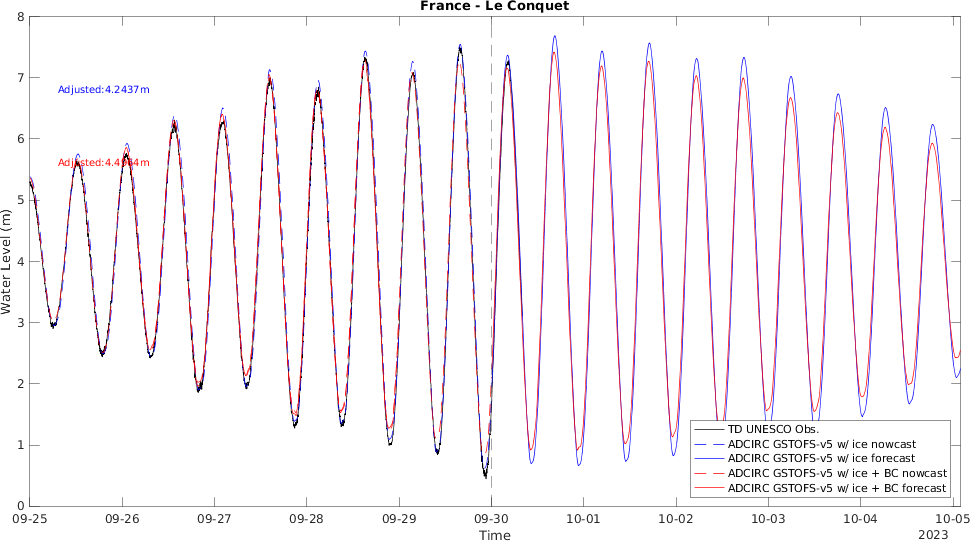 France - Le Conquet
8
7
6
5
4
3
2
1
0
Water Level (m)
Adjusted:4.2437m
TD UNESCO Obs.
ADCIRC GSTOFS-v5 w/ ice nowcast
ADCIRC GSTOFS-v5 w/ ice forecast
ADCIRC GSTOFS-v5 w/ ice + BC nowcast
ADCIRC GSTOFS-v5 w/ ice + BC forecast
09-25 09-26 09-27 09-28 09-29 09-30 10-01 10-02 10-03 10-04 10-05
Time
2023